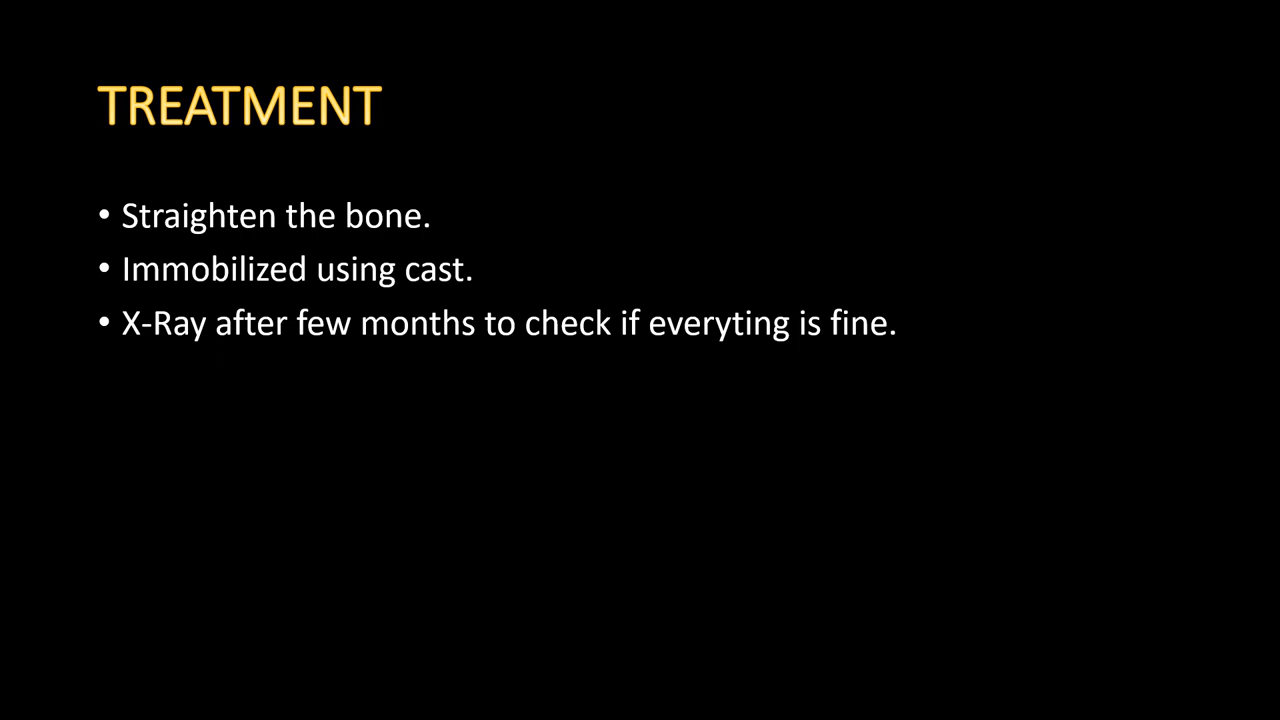 TREATMENT
• Straighten the bone.
• Immobilized using cast.
• X-Ray after few months to check if everyting is fine.